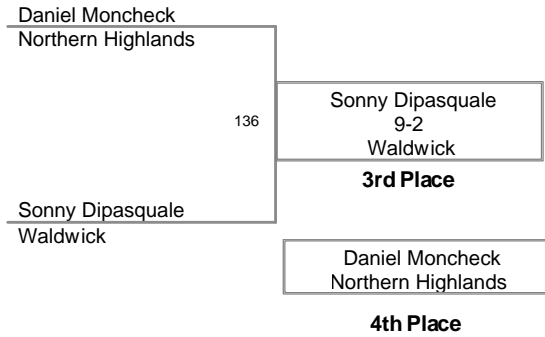 Daniel Moncheck
Northern Highlands
136
Sonny Dipasquale
9-2
Waldwick
3rd Place
Sonny Dipasquale
Waldwick
Daniel Moncheck
Northern Highlands
4th Place